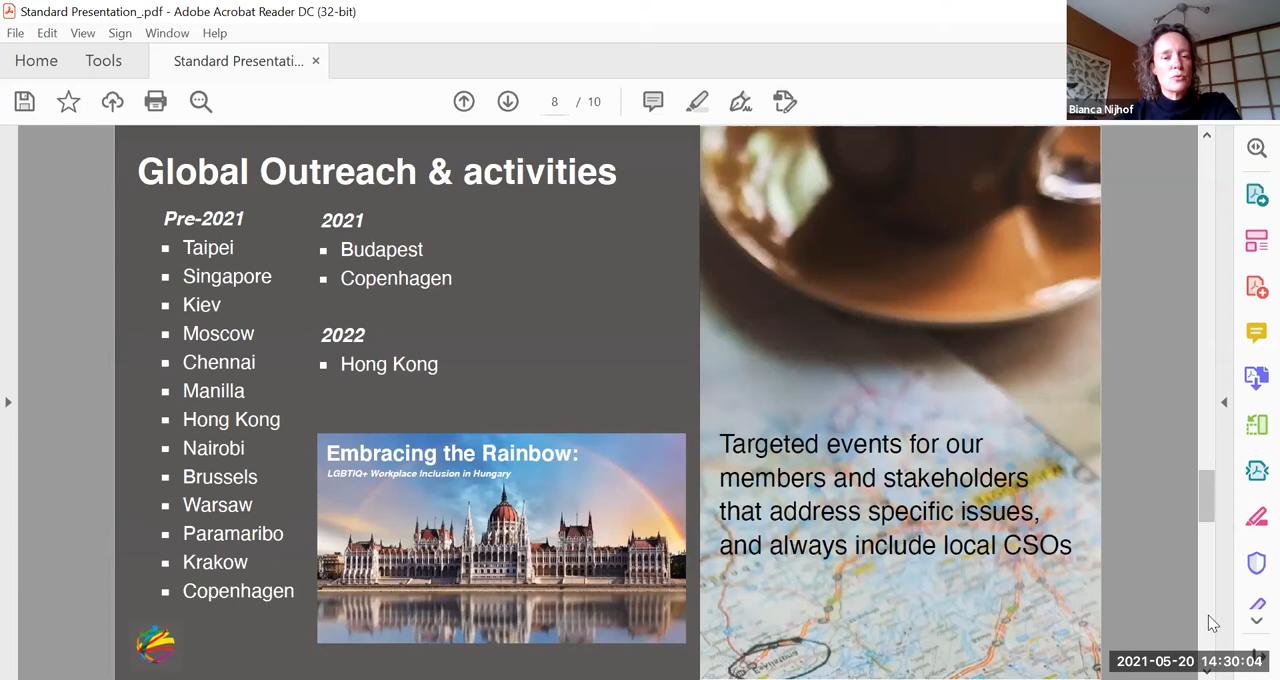 Standard Presentation_.pdf - Adobe Acrobat Reader DC (32-bit)
File Edit View Sign Window Help
Home Tools Standard Presentati... ×
8 / 10
Bianca Nijhof
Global Outreach & activities
Pre-2021
Taipei
Singapore
Kiev
Moscow
Chennai
Manilla
Hong Kong
Nairobi
Brussels
Warsaw
Paramaribo
Krakow
Copenhagen
2021
Budapest
Copenhagen
2022
Hong Kong
Embracing the Rainbow:
LGBTIQ+ Workplace Inclusion in Hungary
Targeted events for our
members and stakeholders
that address specific issues,
and always include local CSOs
2021-05-20 14:30:04